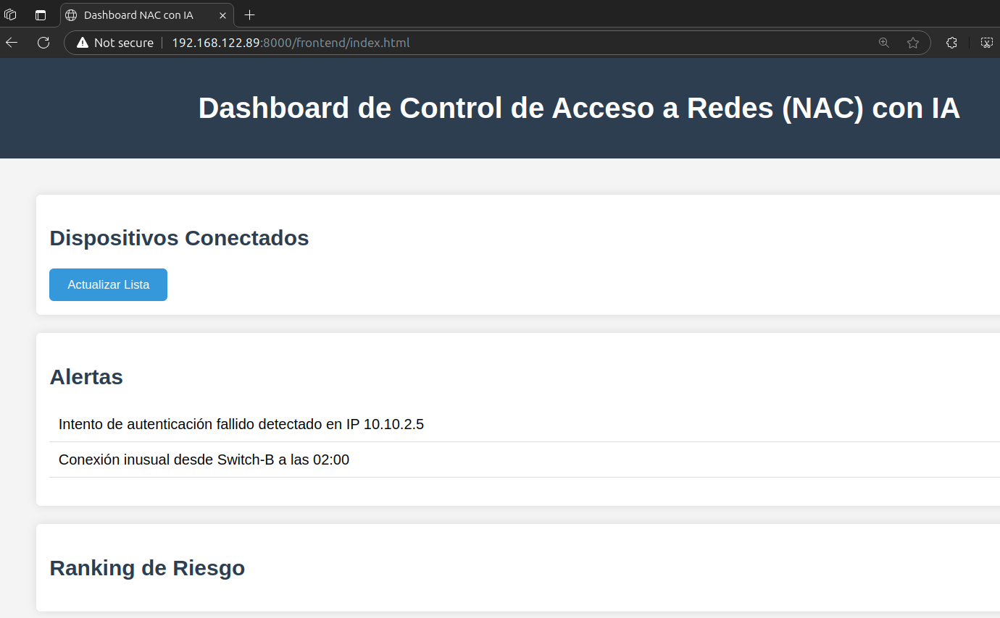 Dashboard NAC con IA
Not secure
192.168.122.89:8000/frontend/index.html
Dashboard de Control de Acceso a Redes (NAC) con IA
Dispositivos Conectados
Actualizar Lista
Alertas
Intento de autenticación fallido detectado en IP 10.10.2.5
Conexión inusual desde Switch-B a las 02:00
Ranking de Riesgo